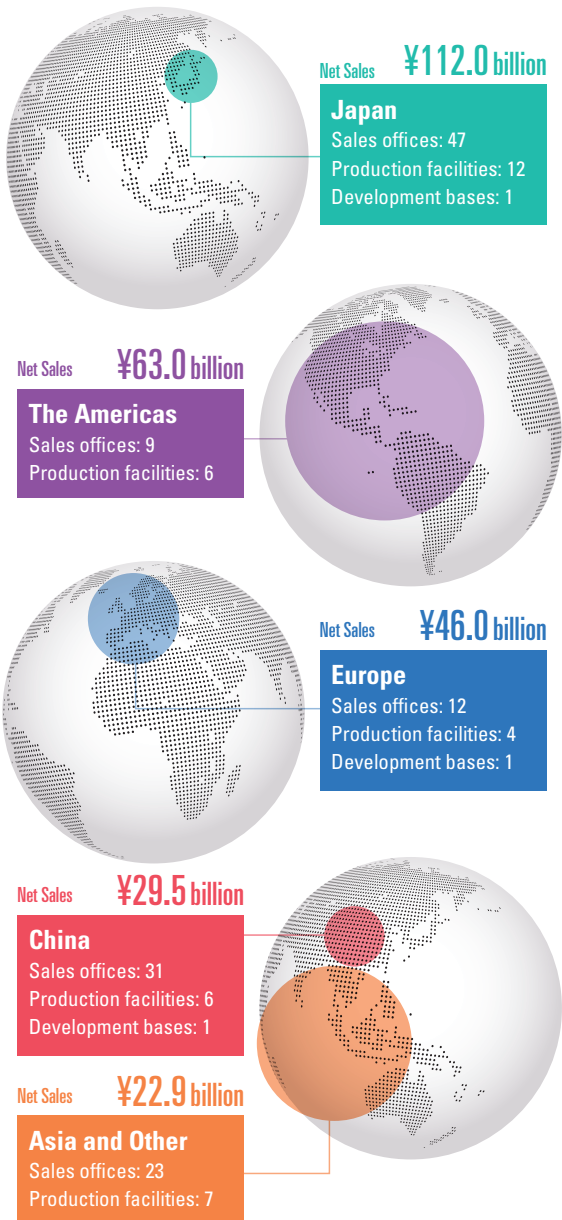 Net Sales ¥112.0 billion
Japan
Sales offices: 47
Production facilities: 12
Development bases: 1
Net Sales ¥63.0 billion
The Americas
Sales offices: 9
Production facilities: 6
Net Sales ¥46.0 billion
Europe
Sales offices: 12
Production facilities: 4
Development bases: 1
Net Sales ¥29.5 billion
China
Sales offices: 31
Production facilities: 6
Development bases: 1
Net Sales ¥22.9 billion
Asia and Other
Sales offices: 23
Production facilities: 7